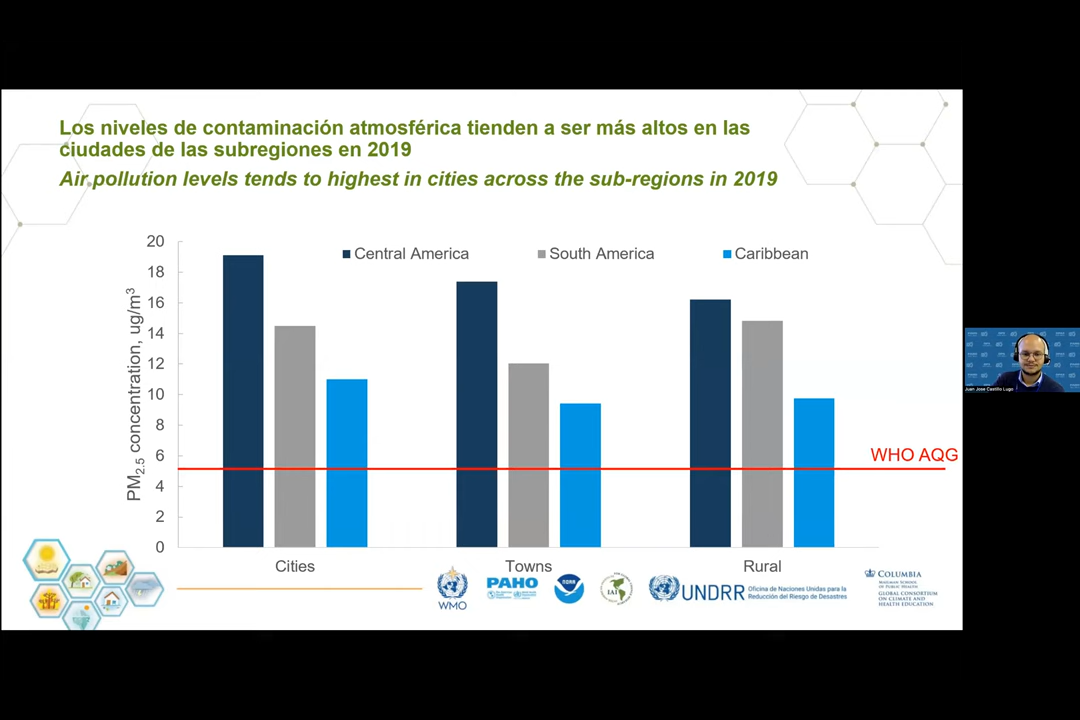 Los niveles de contaminación atmosférica tienden a ser más altos en las
ciudades de las subregiones en 2019
Air pollution levels tends to highest in cities across the sub-regions in 2019
Central America
South America
Caribbean
PM2.5 concentration, ug/m³
20
18
16
14
12
10
8
6
4
2
0
WHO AQG
Cities
Towns
Rural
WMO
PAHO
NOAA
IAI
UNDRR
Oficina de Naciones Unidas para la
Reducción del Riesgo de Desastres
COLUMBIA
MAILMAN SCHOOL
OF PUBLIC HEALTH
GLOBAL CONSORTIUM
ON CLIMATE AND
HEALTH EDUCATION
Juan Jose Castillo Lugo